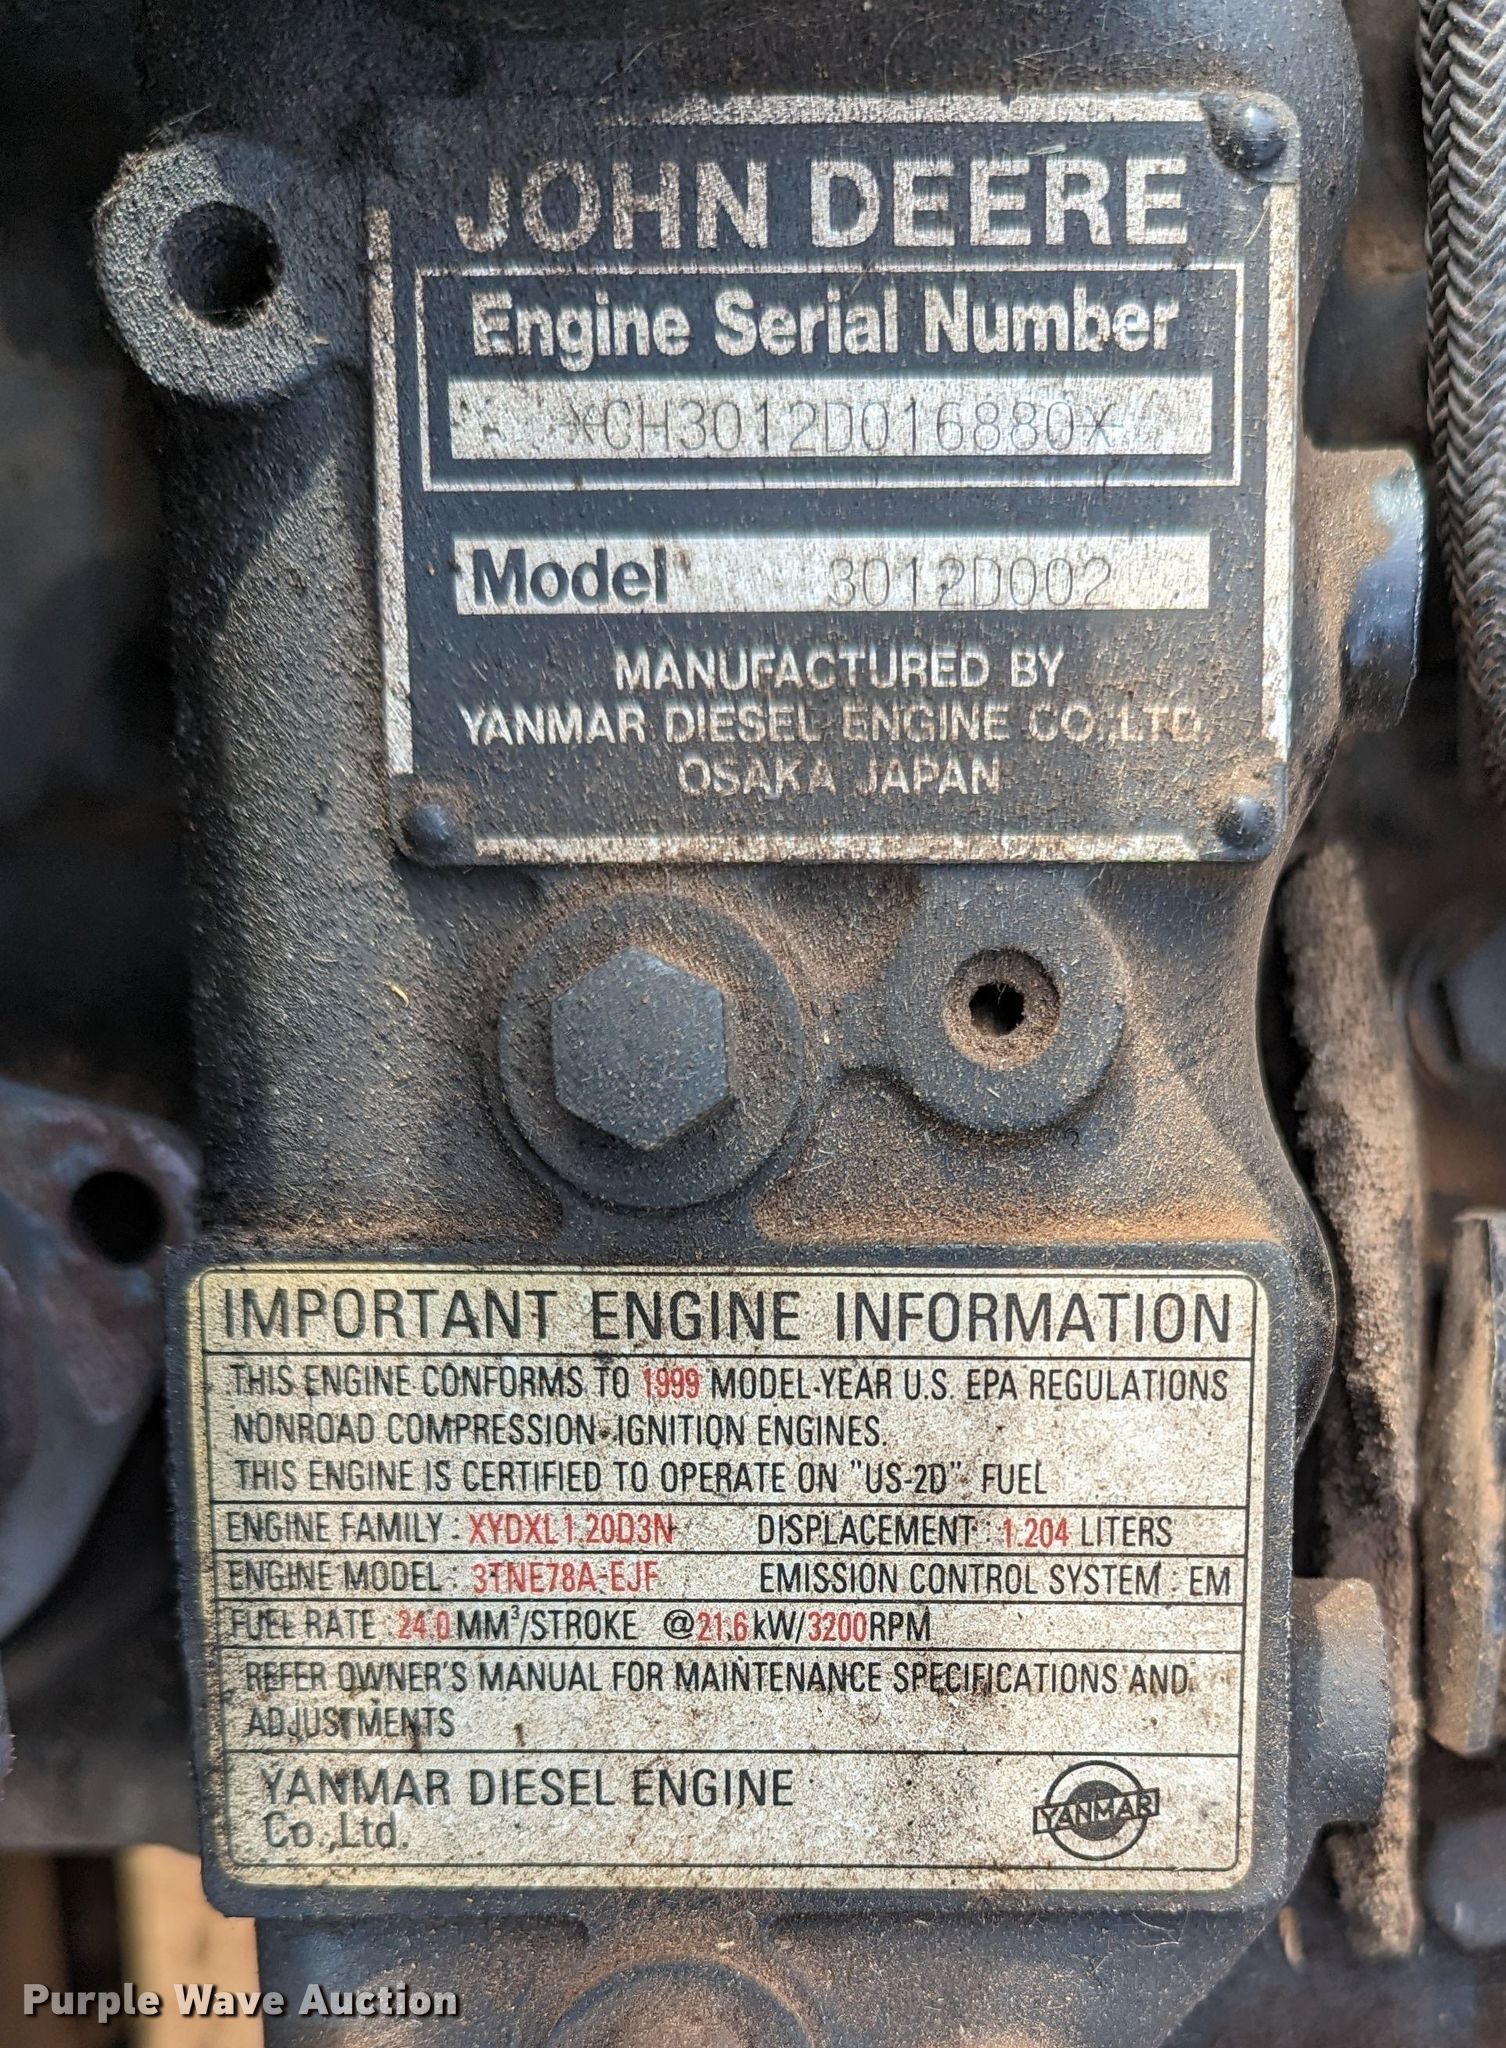 JOHN DEERE
Engine Serial Number
*CH3012D016880*
Model 3012D002
MANUFACTURED BY
YANMAR DIESEL ENGINE CO.,LTD.
OSAKA JAPAN
IMPORTANT ENGINE INFORMATION
THIS ENGINE CONFORMS TO 1999 MODEL-YEAR U.S. EPA REGULATIONS
NONROAD COMPRESSION-IGNITION ENGINES.
THIS ENGINE IS CERTIFIED TO OPERATE ON "US-2D" FUEL
ENGINE FAMILY : XYDXL1.20D3N DISPLACEMENT : 1.204 LITERS
ENGINE MODEL : 3TNE78A-EJF EMISSION CONTROL SYSTEM : EM
FUEL RATE : 24.0 MM³/STROKE @ 21.6 kW/3200RPM
REFER OWNER'S MANUAL FOR MAINTENANCE SPECIFICATIONS AND
ADJUSTMENTS
YANMAR DIESEL ENGINE
Co.,Ltd.
YANMAR
Purple Wave Auction